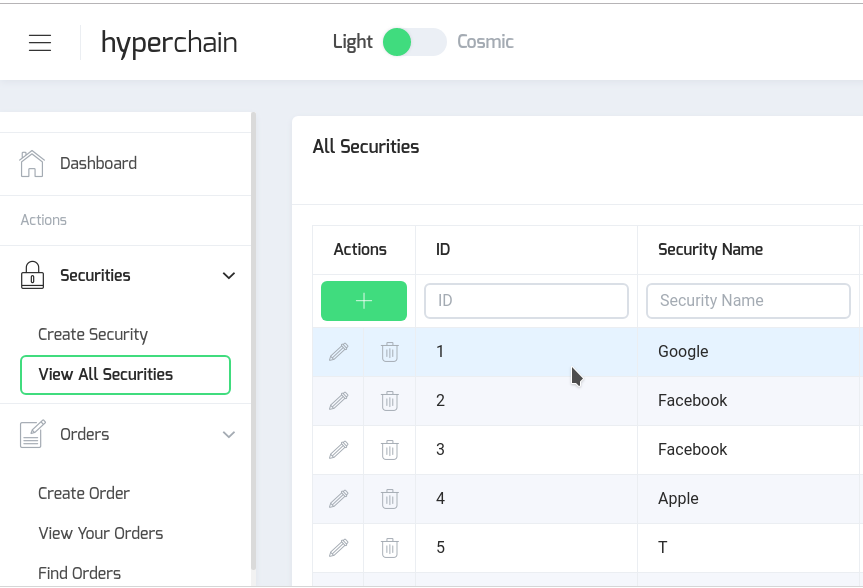 hyperchain
Light Cosmic
Dashboard
Actions
Securities
Create Security
View All Securities
Orders
Create Order
View Your Orders
Find Orders
All Securities
Actions ID Security Name
ID Security Name
1 Google
2 Facebook
3 Facebook
4 Apple
5 T